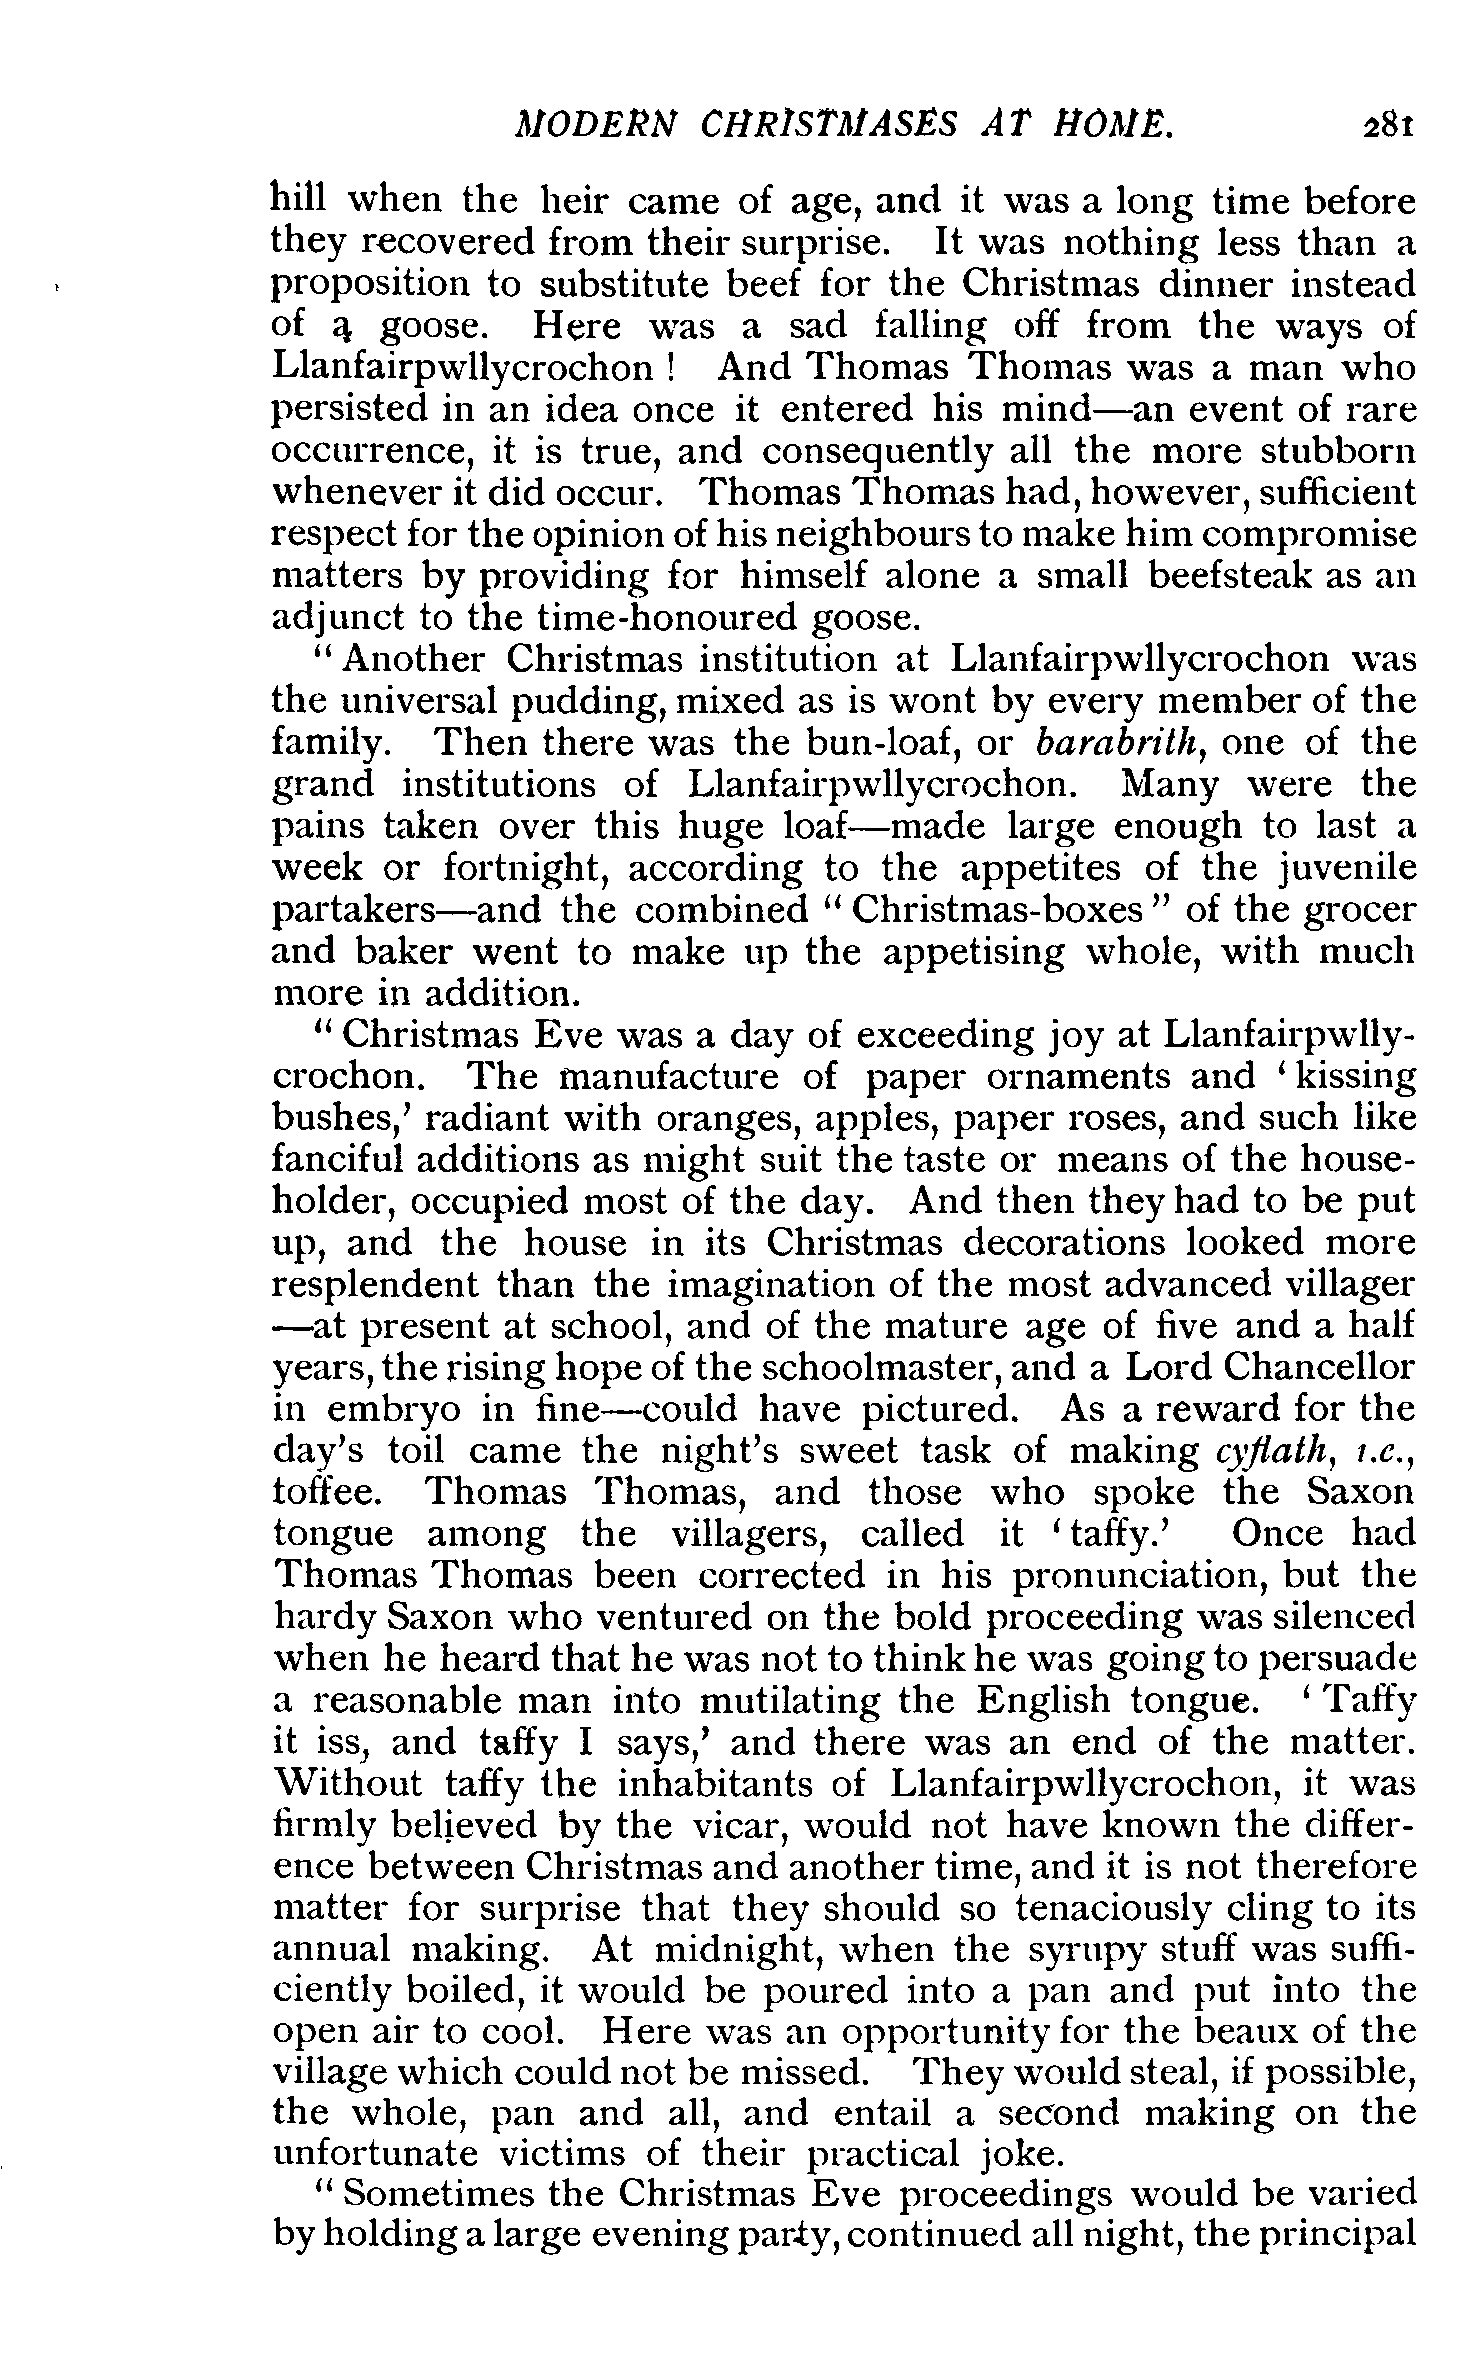 MODERN CHRISTMASES AT HOME. 281
hill when the heir came of age, and it was a long time before
they recovered from their surprise. It was nothing less than a
proposition to substitute beef for the Christmas dinner instead
of a goose. Here was a sad falling off from the ways of
Llanfairpwllycrochon ! And Thomas Thomas was a man who
persisted in an idea once it entered his mind—an event of rare
occurrence, it is true, and consequently all the more stubborn
whenever it did occur. Thomas Thomas had, however, sufficient
respect for the opinion of his neighbours to make him compromise
matters by providing for himself alone a small beefsteak as an
adjunct to the time-honoured goose.
“ Another Christmas institution at Llanfairpwllycrochon was
the universal pudding, mixed as is wont by every member of the
family. Then there was the bun-loaf, or barabrith, one of the
grand institutions of Llanfairpwllycrochon. Many were the
pains taken over this huge loaf—made large enough to last a
week or fortnight, according to the appetites of the juvenile
partakers—and the combined “ Christmas-boxes ” of the grocer
and baker went to make up the appetising whole, with much
more in addition.
“ Christmas Eve was a day of exceeding joy at Llanfairpwlly-
crochon. The manufacture of paper ornaments and ‘ kissing
bushes,’ radiant with oranges, apples, paper roses, and such like
fanciful additions as might suit the taste or means of the house-
holder, occupied most of the day. And then they had to be put
up, and the house in its Christmas decorations looked more
resplendent than the imagination of the most advanced villager
—at present at school, and of the mature age of five and a half
years, the rising hope of the schoolmaster, and a Lord Chancellor
in embryo in fine—could have pictured. As a reward for the
day’s toil came the night’s sweet task of making cyflath, i.e.,
toffee. Thomas Thomas, and those who spoke the Saxon
tongue among the villagers, called it ‘ taffy.’ Once had
Thomas Thomas been corrected in his pronunciation, but the
hardy Saxon who ventured on the bold proceeding was silenced
when he heard that he was not to think he was going to persuade
a reasonable man into mutilating the English tongue. ‘ Taffy
it iss, and taffy I says,’ and there was an end of the matter.
Without taffy the inhabitants of Llanfairpwllycrochon, it was
firmly believed by the vicar, would not have known the differ-
ence between Christmas and another time, and it is not therefore
matter for surprise that they should so tenaciously cling to its
annual making. At midnight, when the syrupy stuff was suffi-
ciently boiled, it would be poured into a pan and put into the
open air to cool. Here was an opportunity for the beaux of the
village which could not be missed. They would steal, if possible,
the whole, pan and all, and entail a second making on the
unfortunate victims of their practical joke.
“ Sometimes the Christmas Eve proceedings would be varied
by holding a large evening party, continued all night, the principal